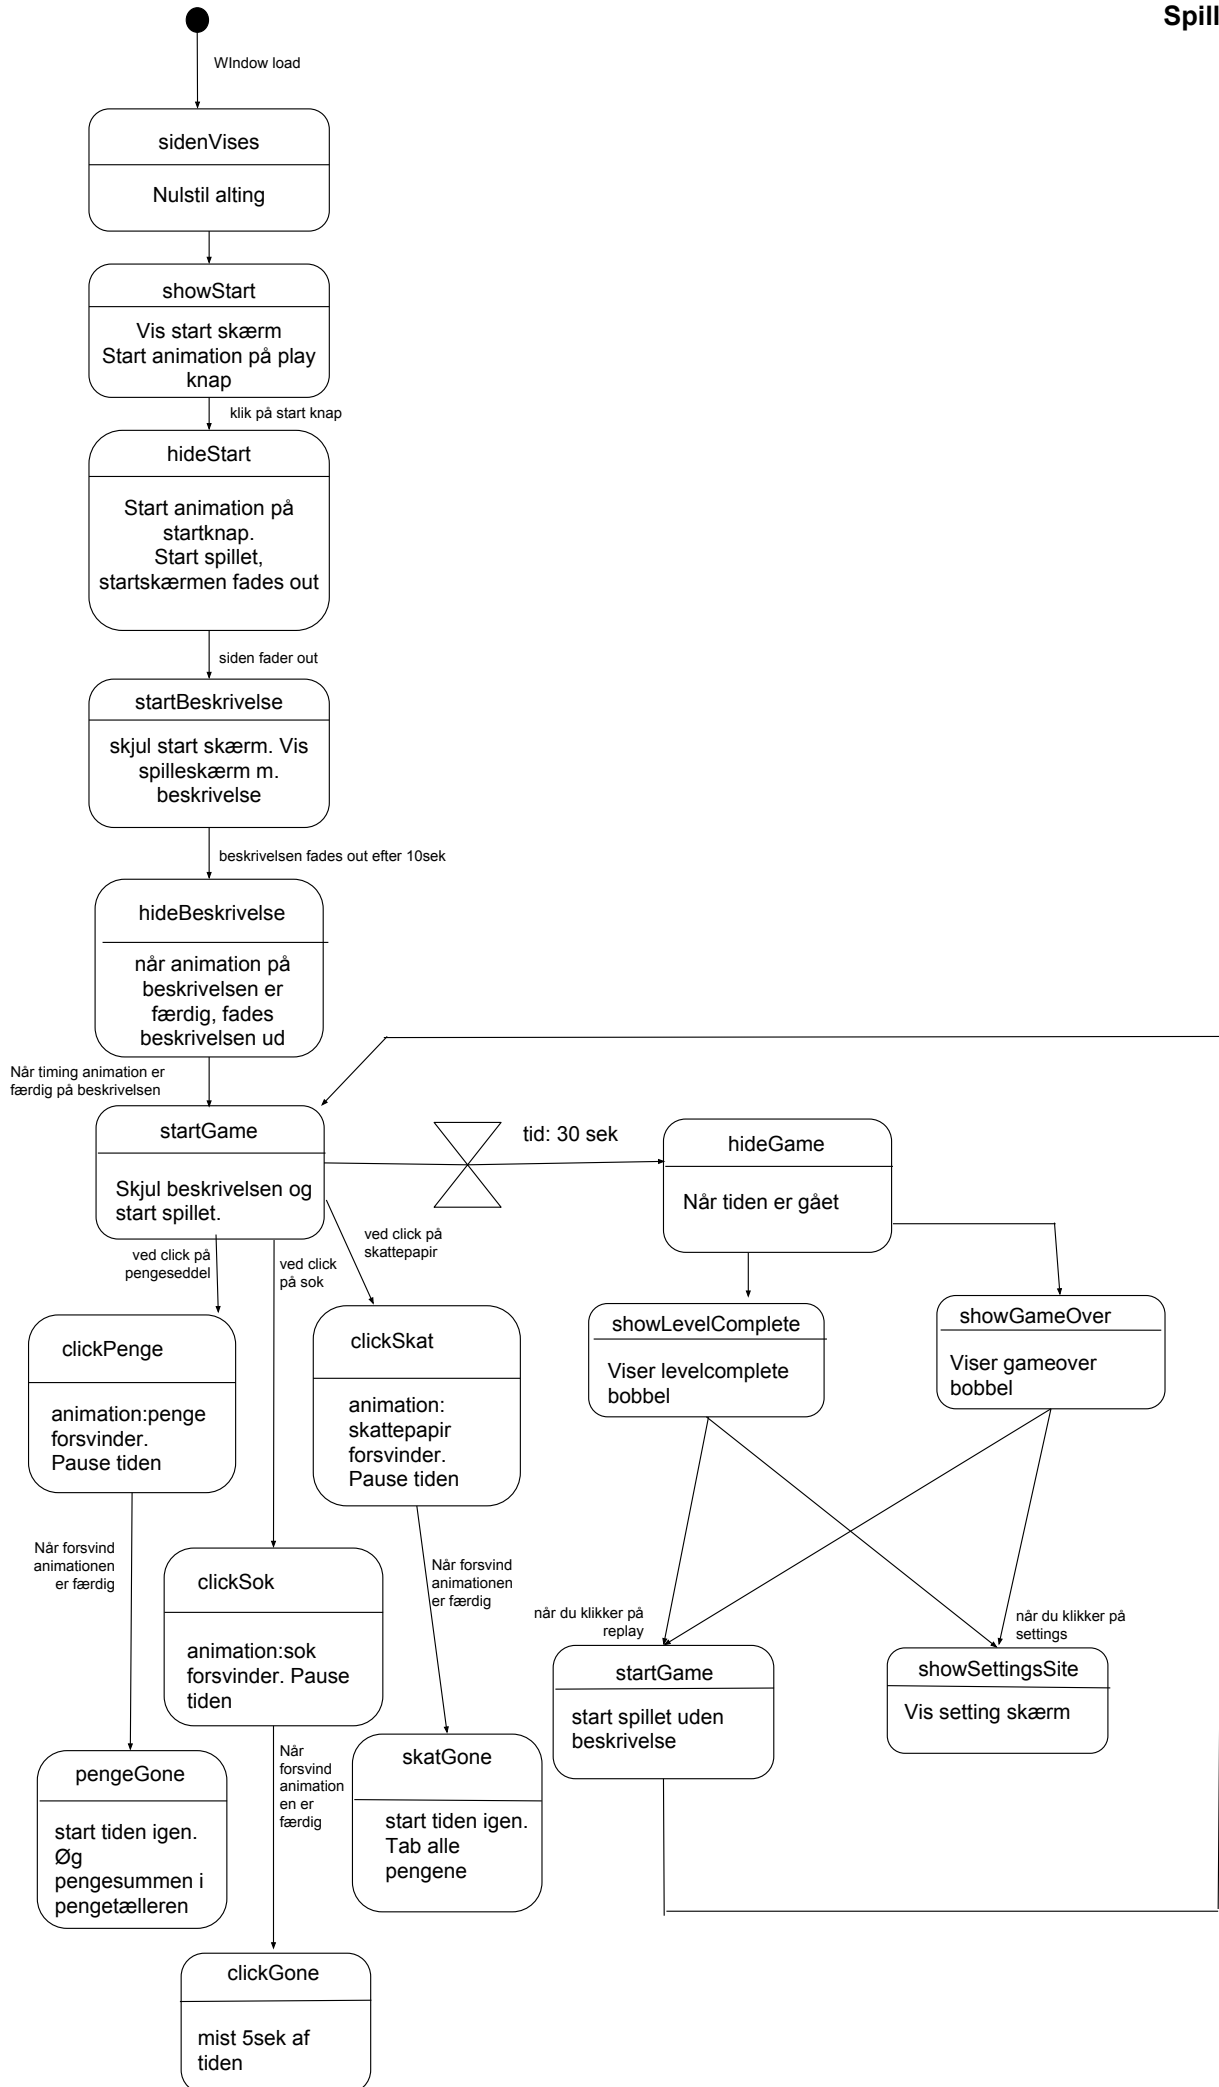 Spill
WIndow load
sidenVises
Nulstil alting
showStart
Vis start skærm
Start animation på play
knap
klik på start knap
hideStart
Start animation på
startknap.
Start spillet,
startskærmen fades out
siden fader out
startBeskrivelse
skjul start skærm. Vis
spilleskærm m.
beskrivelse
beskrivelsen fades out efter 10sek
hideBeskrivelse
når animation på
beskrivelsen er
færdig, fades
beskrivelsen ud
Når timing animation er
færdig på beskrivelsen
startGame
Skjul beskrivelsen og
start spillet.
tid: 30 sek
hideGame
Når tiden er gået
ved click på
pengeseddel
ved click
på sok
ved click på
skattepapir
clickPenge
animation:penge
forsvinder.
Pause tiden
clickSkat
animation:
skattepapir
forsvinder.
Pause tiden
showLevelComplete
Viser levelcomplete
bobbel
showGameOver
Viser gameover
bobbel
Når forsvind
animationen
er færdig
clickSok
animation:sok
forsvinder. Pause
tiden
Når forsvind
animationen
er færdig
når du klikker på
replay
når du klikker på
settings
startGame
start spillet uden
beskrivelse
showSettingsSite
Vis setting skærm
pengeGone
start tiden igen.
Øg
pengesummen i
pengetælleren
Når
forsvind
animation
en er
færdig
skatGone
start tiden igen.
Tab alle
pengene
clickGone
mist 5sek af
tiden